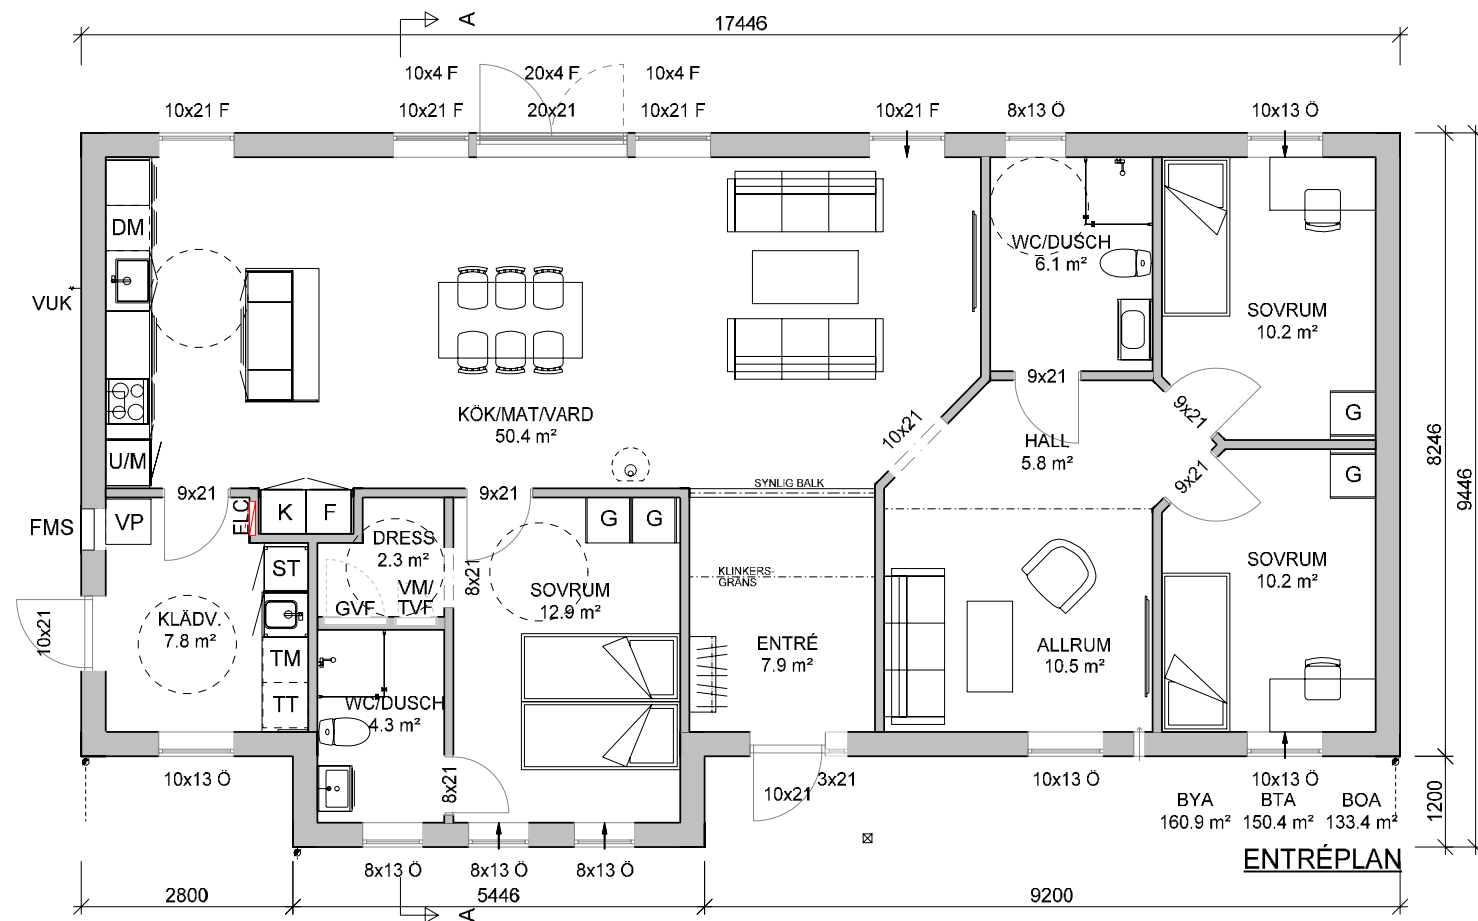 A
17446
10x4 F
20x4 F
10x4 F
10x21 F
10x21 F
20x21
10x21 F
10x21 F
8x13 Ö
10x13 Ö
DM
WC/DUSCH
6.1 m²
VUK
SOVRUM
10.2 m²
9x21
9x21
KÖK/MAT/VARD
50.4 m²
10x21
HALL
5.8 m²
G
8246
9446
U/M
9x21
9x21
SYNLIG BALK
9x21
G
FMS
VP
ELC
K
F
G
G
DRESS
2.3 m²
ST
8x21
KLINKERS-
GRÄNS
SOVRUM
10.2 m²
VM/
TVF
GVF
SOVRUM
12.9 m²
10x21
KLÄDV.
7.8 m²
TM
TT
ENTRÉ
7.9 m²
ALLRUM
10.5 m²
WC/DUSCH
4.3 m²
10x13 Ö
8x21
10x21
3x21
10x13 Ö
10x13 Ö
1200
BYA
160.9 m²
BTA
150.4 m²
BOA
133.4 m²
ENTRÉPLAN
8x13 Ö
8x13 Ö
8x13 Ö
2800
5446
9200
A